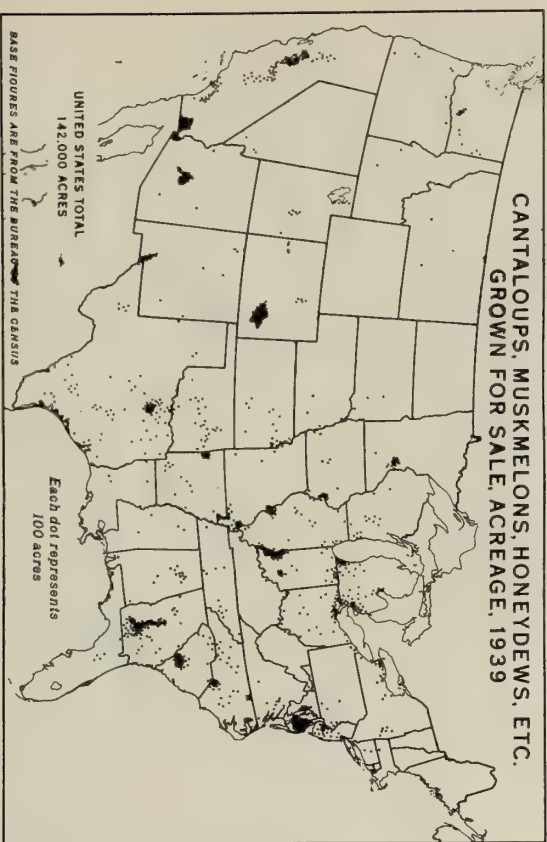 CANTALOUPS, MUSKMELONS, HONEYDEWS, ETC.
GROWN FOR SALE, ACREAGE, 1939
UNITED STATES TOTAL
142,000 ACRES
Each dot represents
100 acres
BASE FIGURES ARE FROM THE BUREAU OF THE CENSUS